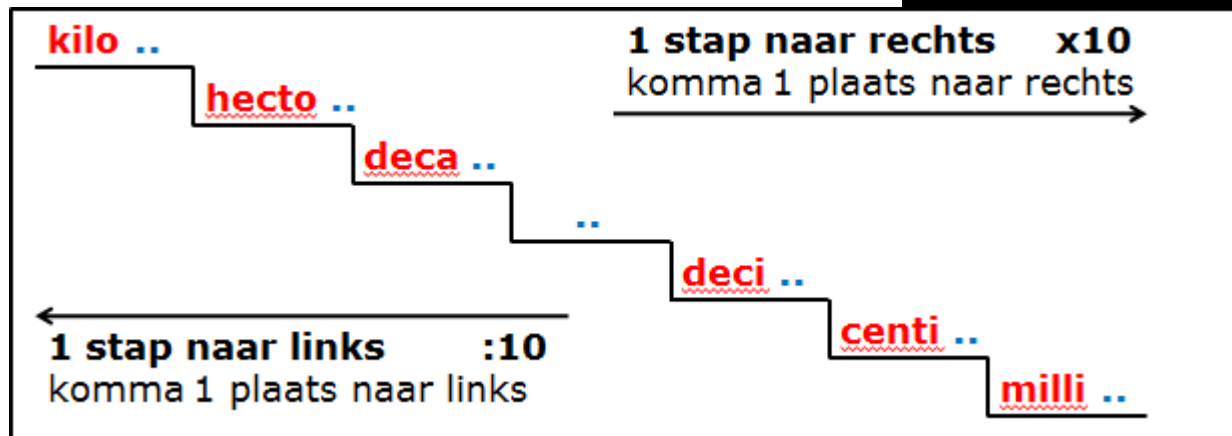 kilo ..
1 stap naar rechts x10
komma 1 plaats naar rechts
hecto ..
deca ..
..
deci ..
1 stap naar links :10
komma 1 plaats naar links
centi ..
milli ..